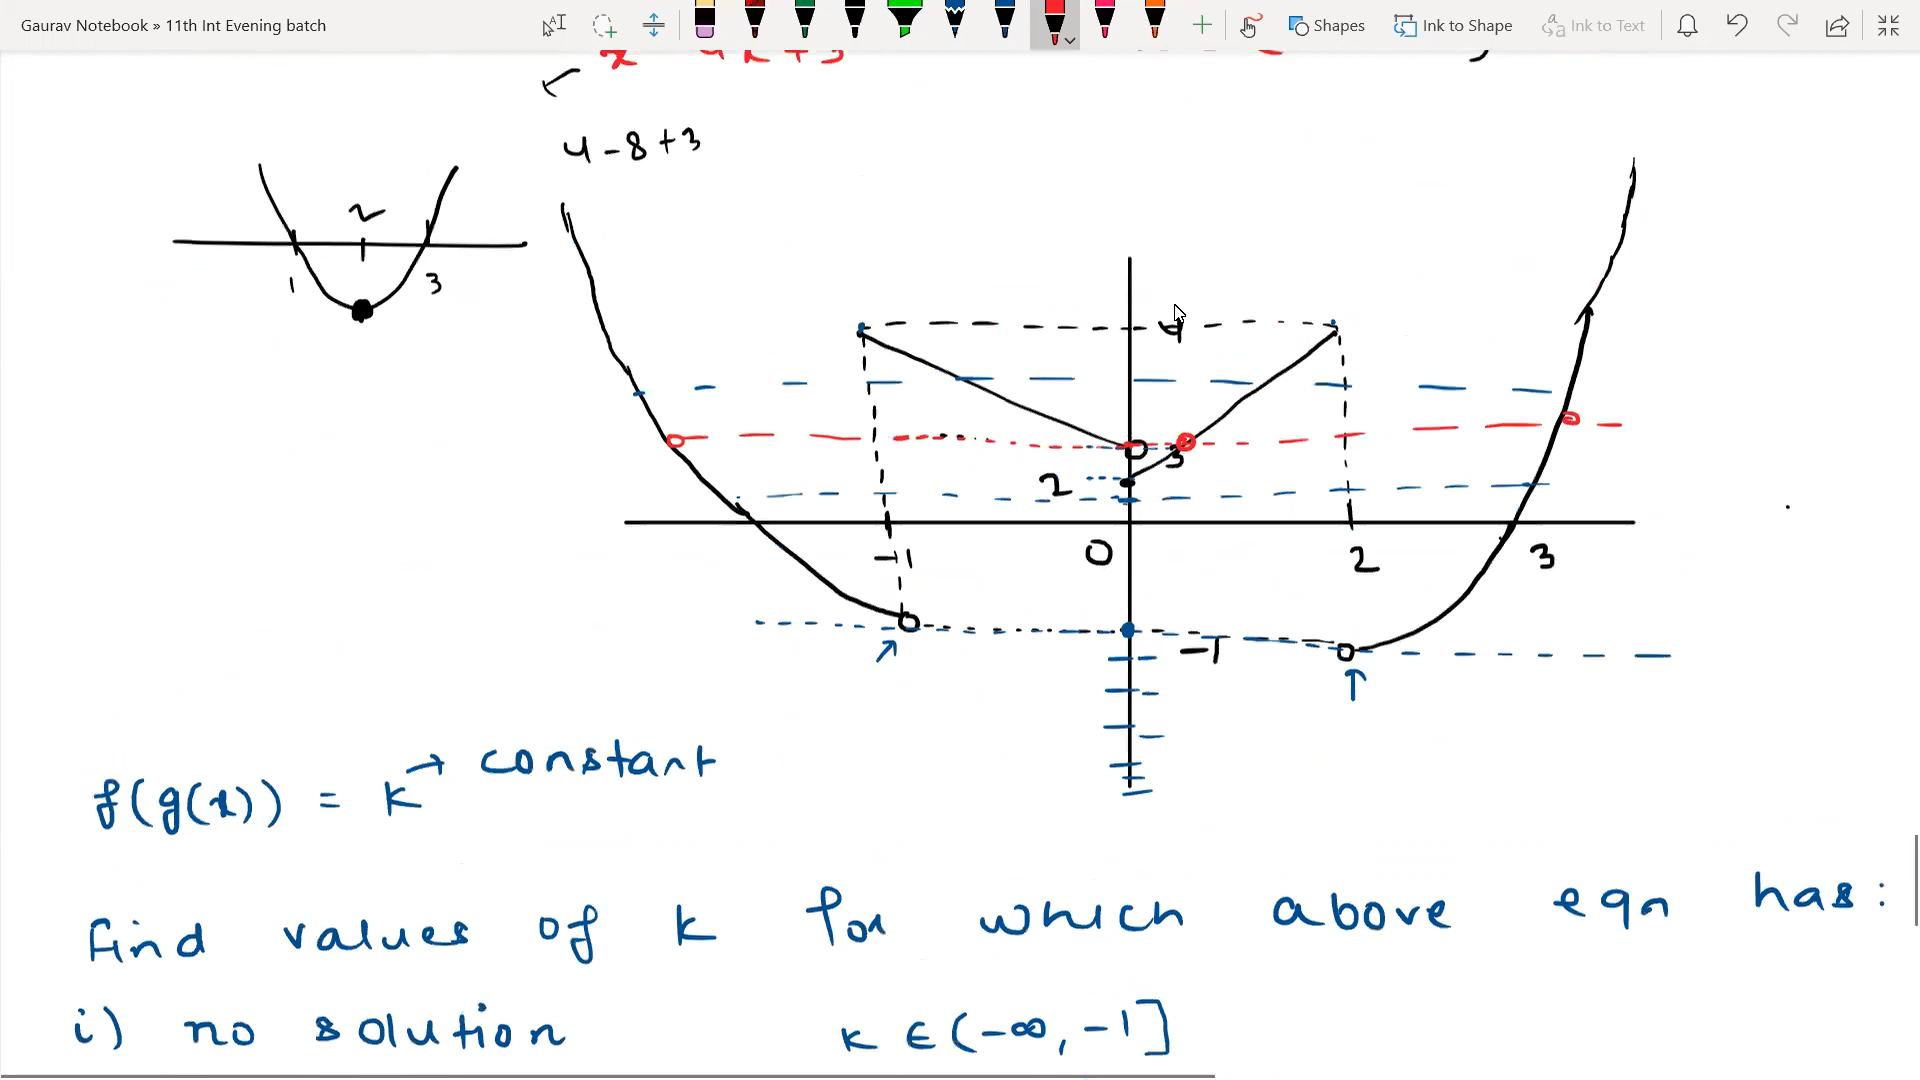 Gaurav Notebook » 11th Int Evening batch
Shapes
Ink to Shape
Ink to Text
4 - 8 + 3
2
1
3
4
3
2
-1
0
2
3
-1
f(g(x)) = k → constant
Find values of k for which above eqn has:
i) no solution k ∈ (-∞, -1]